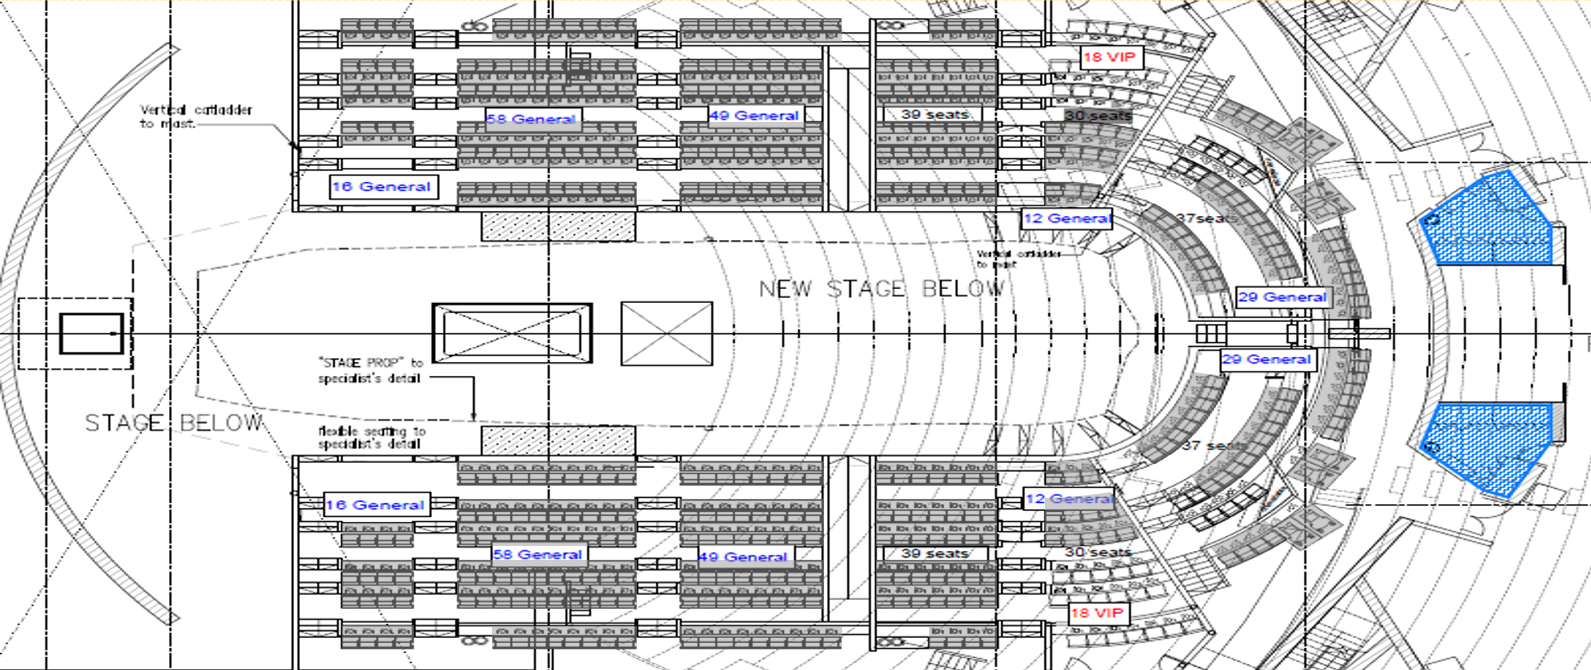 18 VIP
Vertical catladder
to mast.
58 General
49 General
39 seats
30 seats
16 General
12 General
37seats
Vertical catladder
to mast
NEW STAGE BELOW
29 General
29 General
"STAGE PROP" to
specialist's detail
STAGE BELOW
flexible seating to
specialist's detail
37 seats
16 General
12 General
58 General
49 General
39 seats
30 seats
18 VIP